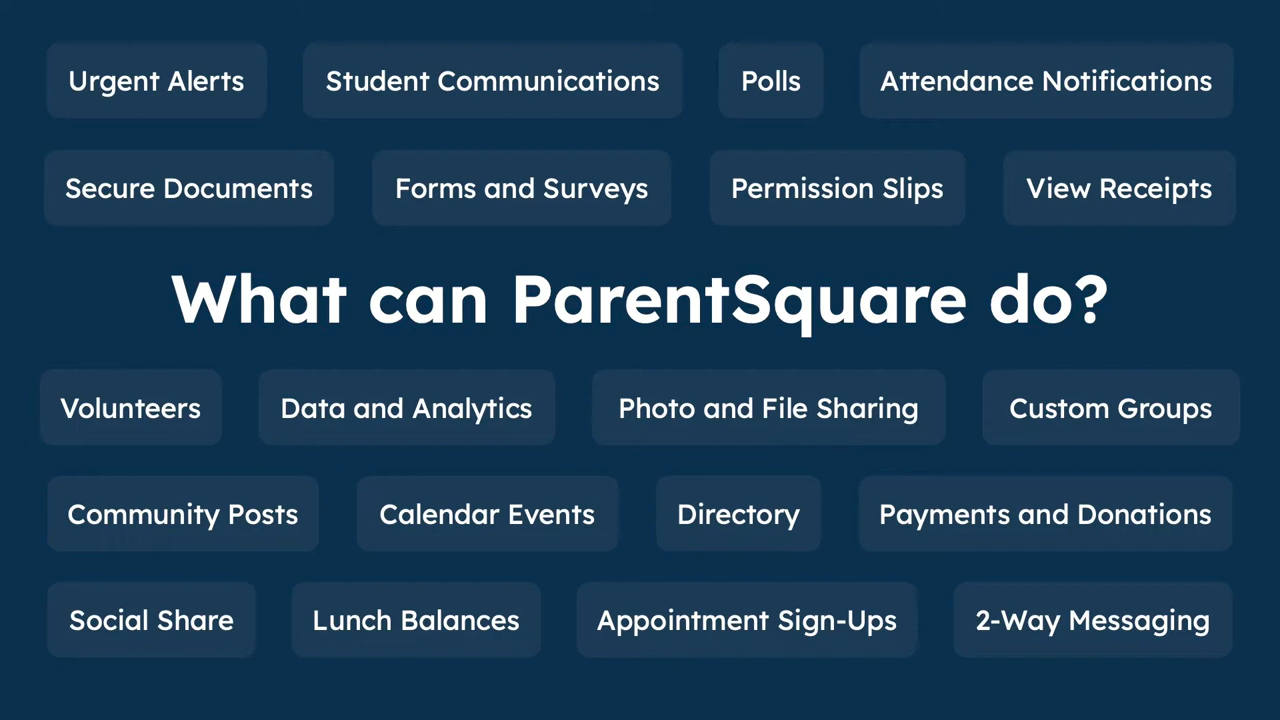 Urgent Alerts Student Communications Polls Attendance Notifications
Secure Documents Forms and Surveys Permission Slips View Receipts
What can ParentSquare do?
Volunteers Data and Analytics Photo and File Sharing Custom Groups
Community Posts Calendar Events Directory Payments and Donations
Social Share Lunch Balances Appointment Sign-Ups 2-Way Messaging